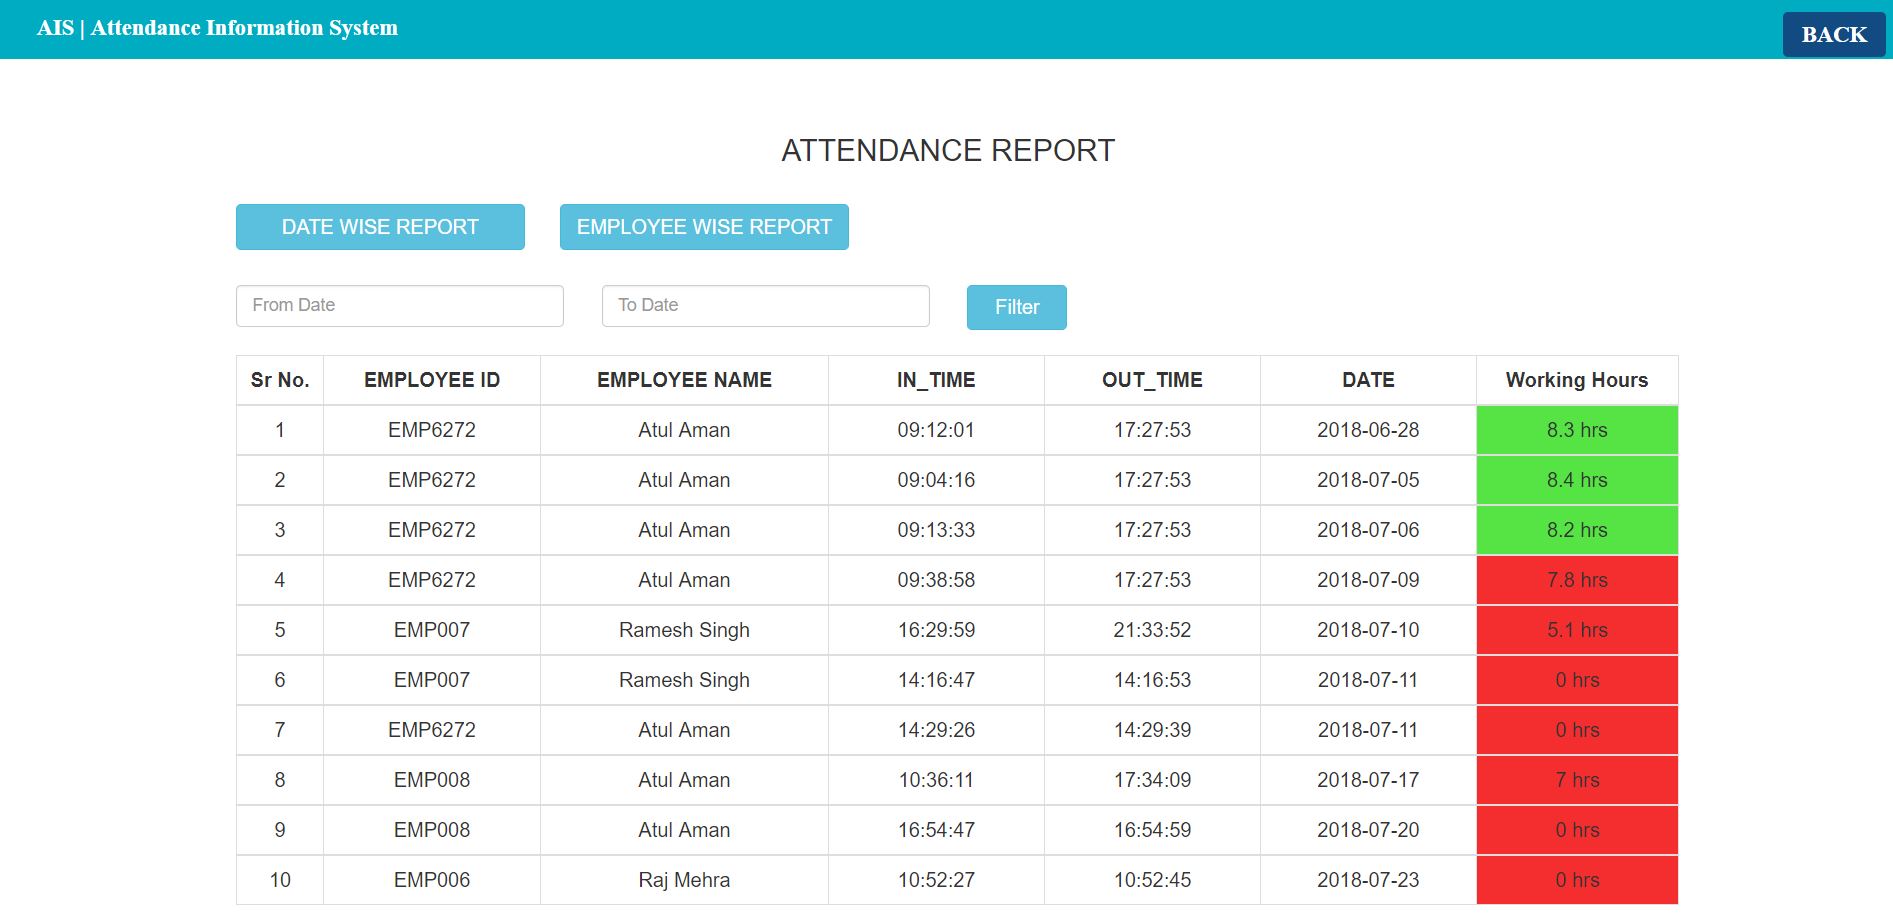 AIS | Attendance Information System
BACK
ATTENDANCE REPORT
DATE WISE REPORT EMPLOYEE WISE REPORT
From Date To Date Filter
Sr No. EMPLOYEE ID EMPLOYEE NAME IN_TIME OUT_TIME DATE Working Hours
1 EMP6272 Atul Aman 09:12:01 17:27:53 2018-06-28 8.3 hrs
2 EMP6272 Atul Aman 09:04:16 17:27:53 2018-07-05 8.4 hrs
3 EMP6272 Atul Aman 09:13:33 17:27:53 2018-07-06 8.2 hrs
4 EMP6272 Atul Aman 09:38:58 17:27:53 2018-07-09 7.8 hrs
5 EMP007 Ramesh Singh 16:29:59 21:33:52 2018-07-10 5.1 hrs
6 EMP007 Ramesh Singh 14:16:47 14:16:53 2018-07-11 0 hrs
7 EMP6272 Atul Aman 14:29:26 14:29:39 2018-07-11 0 hrs
8 EMP008 Atul Aman 10:36:11 17:34:09 2018-07-17 7 hrs
9 EMP008 Atul Aman 16:54:47 16:54:59 2018-07-20 0 hrs
10 EMP006 Raj Mehra 10:52:27 10:52:45 2018-07-23 0 hrs